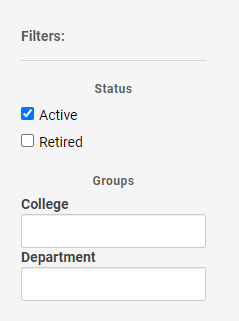 Filters:
Status
Active
Retired
Groups
College
Department